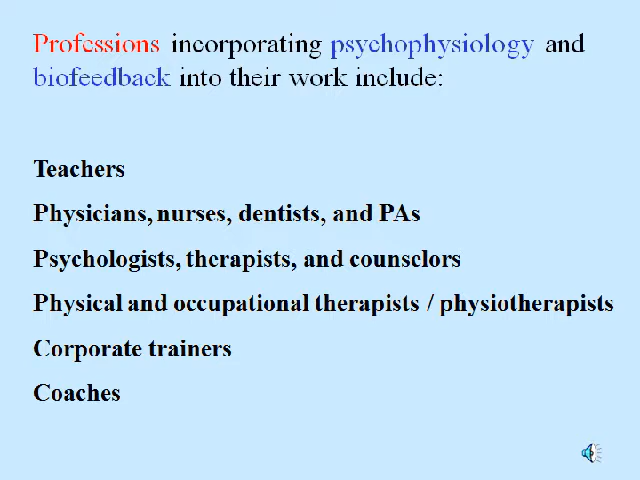 Professions incorporating psychophysiology and
biofeedback into their work include:
Teachers
Physicians, nurses, dentists, and PAs
Psychologists, therapists, and counselors
Physical and occupational therapists / physiotherapists
Corporate trainers
Coaches